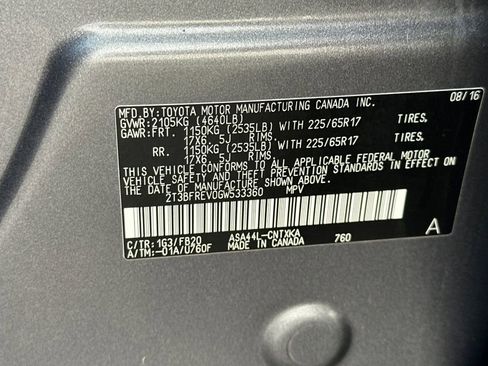 MFD. BY: TOYOTA MOTOR MANUFACTURING CANADA INC. 08/16
GVWR: 2105KG (4640LB)
GAWR: FRT. 1150KG (2535LB) WITH 225/65R17 TIRES.
17X6.5J RIMS.
RR. 1150KG (2535LB) WITH 225/65R17 TIRES.
17X6.5J RIMS.
THIS VEHICLE CONFORMS TO ALL APPLICABLE FEDERAL MOTOR
VEHICLE SAFETY AND THEFT PREVENTION STANDARDS IN EFFECT ON
THE DATE OF MANUFACTURE SHOWN ABOVE.
2T3BFREV0GW533360 MPV
C/TR: 1G3/FB20 ASA44L-CNTXKA A
A/TM: -01A/U760F MADE IN CANADA 760